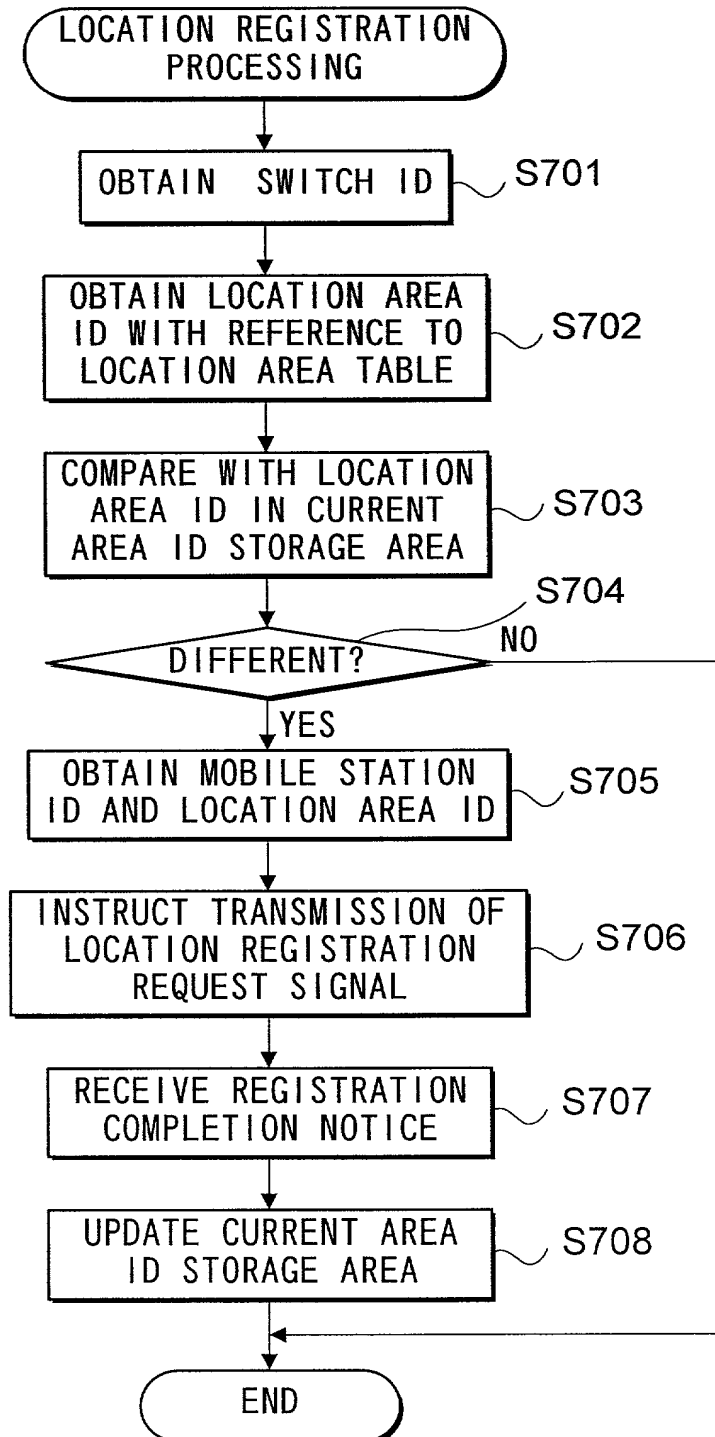 LOCATION REGISTRATION
PROCESSING
OBTAIN SWITCH ID
S701
OBTAIN LOCATION AREA
ID WITH REFERENCE TO
LOCATION AREA TABLE
S702
COMPARE WITH LOCATION
AREA ID IN CURRENT
AREA ID STORAGE AREA
S703
S704
DIFFERENT?
NO
YES
OBTAIN MOBILE STATION
ID AND LOCATION AREA ID
S705
INSTRUCT TRANSMISSION OF
LOCATION REGISTRATION
REQUEST SIGNAL
S706
RECEIVE REGISTRATION
COMPLETION NOTICE
S707
UPDATE CURRENT AREA
ID STORAGE AREA
S708
END